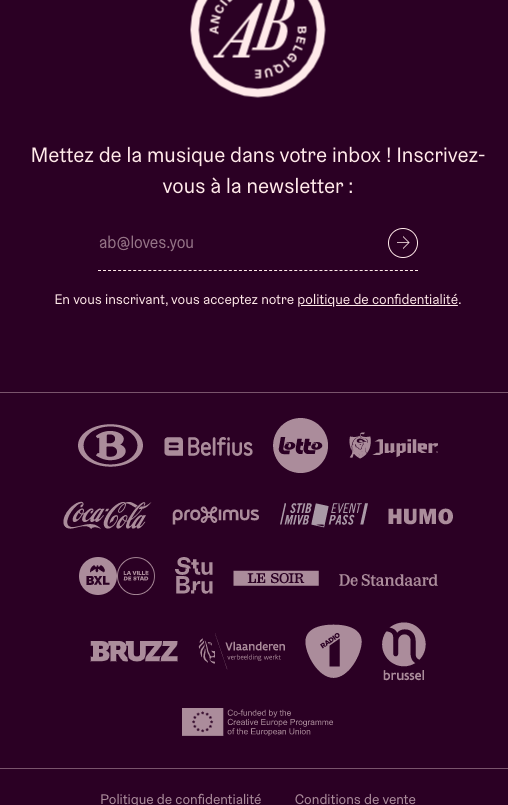 ANCIE
AB
BELGIQUE
Mettez de la musique dans votre inbox ! Inscrivez-
vous à la newsletter :
ab@loves.you
En vous inscrivant, vous acceptez notre politique de confidentialité.
B Belfius Lotto Jupiler
Coca-Cola proximus STIB MIVB EVENT PASS HUMO
BXL LA VILLE DE STAD Stu Bru LE SOIR De Standaard
BRUZZ Vlaanderen verbeelding werkt RADIO 1 n brussel
Co-funded by the
Creative Europe Programme
of the European Union
Politique de confidentialité Conditions de vente